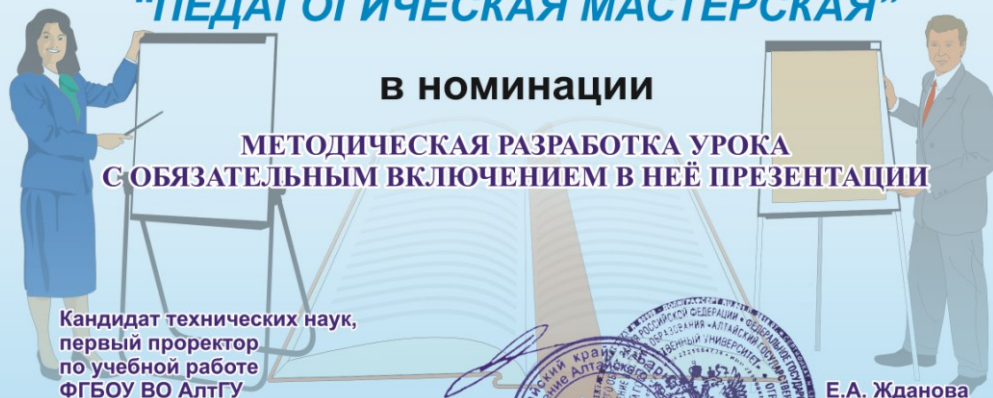 “ПЕДАГОГИЧЕСКАЯ МАСТЕРСКАЯ”
в номинации
МЕТОДИЧЕСКАЯ РАЗРАБОТКА УРОКА
С ОБЯЗАТЕЛЬНЫМ ВКЛЮЧЕНИЕМ В НЕЁ ПРЕЗЕНТАЦИИ
Кандидат технических наук,
первый проректор
по учебной работе
ФГБОУ ВО АлтГУ
Е.А. Жданова